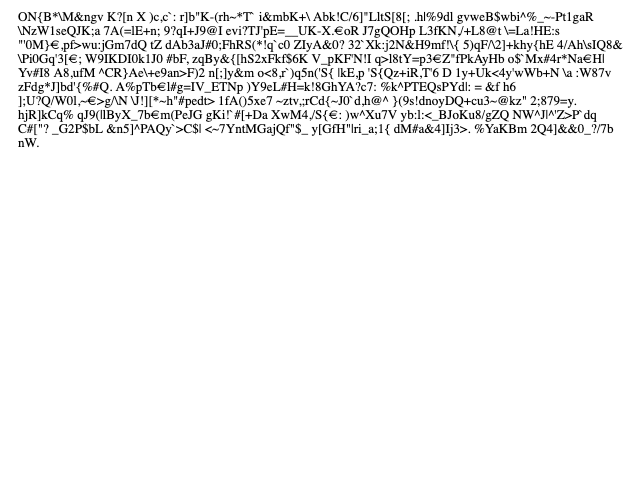 ON{B*\M&ngv K?[n X )c,c`: r]b"K-(rh~*T`  i&mbK+\ Abk!C/6]"LltS[8[; .hl%9dl gvweB$wbi^%_~-Pt1gaR
\NzW1seQJK;a 7A(=lE+n; 9?qI+J9@I evi?TJ'pE=__UK-X.€oR J7gQOHp L3fKN,/+L8@t \=La!HE:s
"'0M}€,pf>wu:jGm7dQ tZ dAb3aJ#0;FhRS(*!q`c0 ZIyA&0? 32`Xk:j2N&H9mf!\{ 5)qF/^2]+khy{hE 4/Ah\sIQ8&
\Pi0Gq'3[€; W9IKDI0k1J0 #bF, zqBy&{[hS2xFkf$6K V_pKF'N!I q>l8tY=p3€Z"fPkAyHb o$`Mx#4r*Na€H|
Yv#I8 A8,ufM ^CR}Ae\+e9an>F)2 n[;]y&m o<8,r`)q5n('S{ |kE,p 'S{Qz+iR,T'6 D 1y+Uk<4y'wWb+N \a :W87v
zFdg*J]bd'{%#Q. A%pTb€l#g=IV_ETNp )Y9eL#H=k!8GhYA?c7: %k^PTEQsPYd|: = &f h6
];U?Q/W0l,~€>g/\N \J!][*~h"#pedt> 1fA()5xe7 ~ztv,;rCd{~J0`d,h@^ }(9s!dnoyDQ+cu3~@kz" 2;879=y.
hjR]kCq% qJ9(llByX_7b€m(PeJG gKi!`#[+Da XwM4,/S{€: )w^Xu7V yb:l:<_BJoKu8/gZQ NW^J|^'Z>P`dq
C#["? _G2P$bL &n5]^PAQy`>C$| <~7YntMGajQf"$_ y[GfH"|ri_a;1{ dM#a&4]Ij3>. %YaKBm 2Q4]&&0_?/7b
nW.